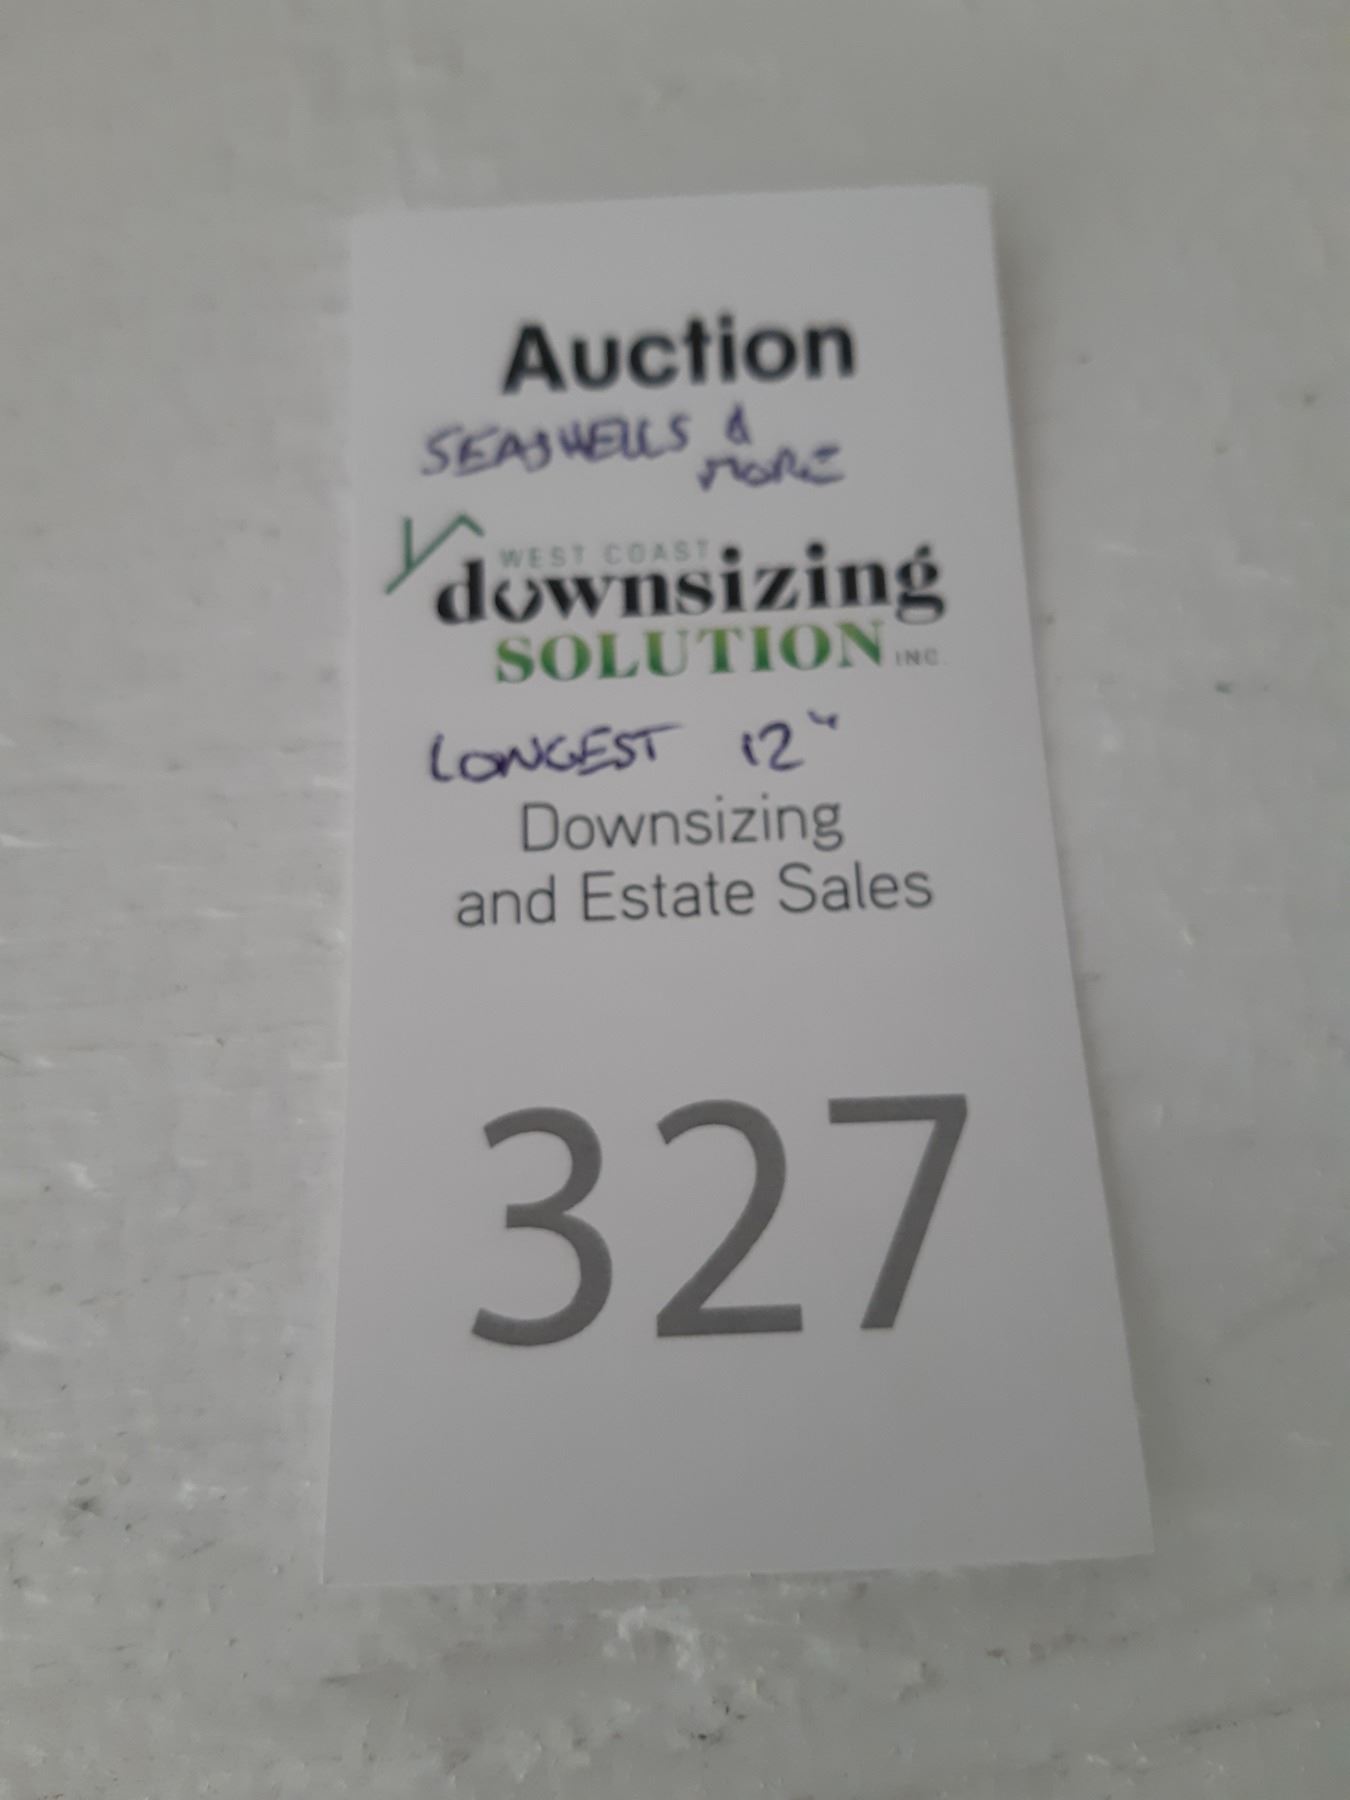 Auction
SEASHELLS &
MORE
WEST COAST
downsizing
SOLUTION INC.
LONGEST 12"
Downsizing
and Estate Sales
327